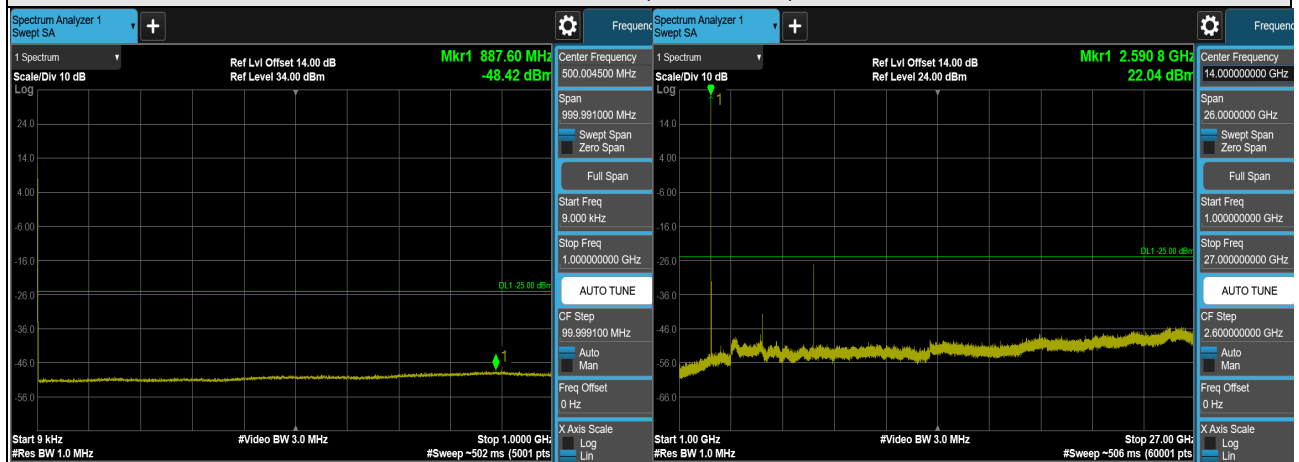 Spectrum Analyzer 1
Swept SA
+
Frequenc
1 Spectrum
Scale/Div 10 dB
Log
Ref Lvl Offset 14.00 dB
Ref Level 34.00 dBm
Mkr1 887.60 MHz
-48.42 dBm
24.0
14.0
4.00
-6.00
-16.0
-26.0
-36.0
-46.0
-56.0
DL1 -25.00 dBm
1
Start 9 kHz
#Res BW 1.0 MHz
#Video BW 3.0 MHz
Stop 1.0000 GHz
#Sweep ~502 ms (5001 pts
Center Frequency
500.004500 MHz
Span
999.991000 MHz
Swept Span
Zero Span
Full Span
Start Freq
9.000 kHz
Stop Freq
1.000000000 GHz
AUTO TUNE
CF Step
99.999100 MHz
Auto
Man
Freq Offset
0 Hz
X Axis Scale
Log
Lin
Spectrum Analyzer 1
Swept SA
+
Frequenc
1 Spectrum
Scale/Div 10 dB
Log
Ref Lvl Offset 14.00 dB
Ref Level 24.00 dBm
Mkr1 2.590 8 GHz
22.04 dBm
1
14.0
4.00
-6.00
-16.0
-26.0
-36.0
-46.0
-56.0
-66.0
DL1 -25.00 dBm
Start 1.00 GHz
#Res BW 1.0 MHz
#Video BW 3.0 MHz
Stop 27.00 GHz
#Sweep ~506 ms (60001 pts
Center Frequency
14.00000000 GHz
Span
26.0000000 GHz
Swept Span
Zero Span
Full Span
Start Freq
1.000000000 GHz
Stop Freq
27.00000000 GHz
AUTO TUNE
CF Step
2.600000000 GHz
Auto
Man
Freq Offset
0 Hz
X Axis Scale
Log
Lin